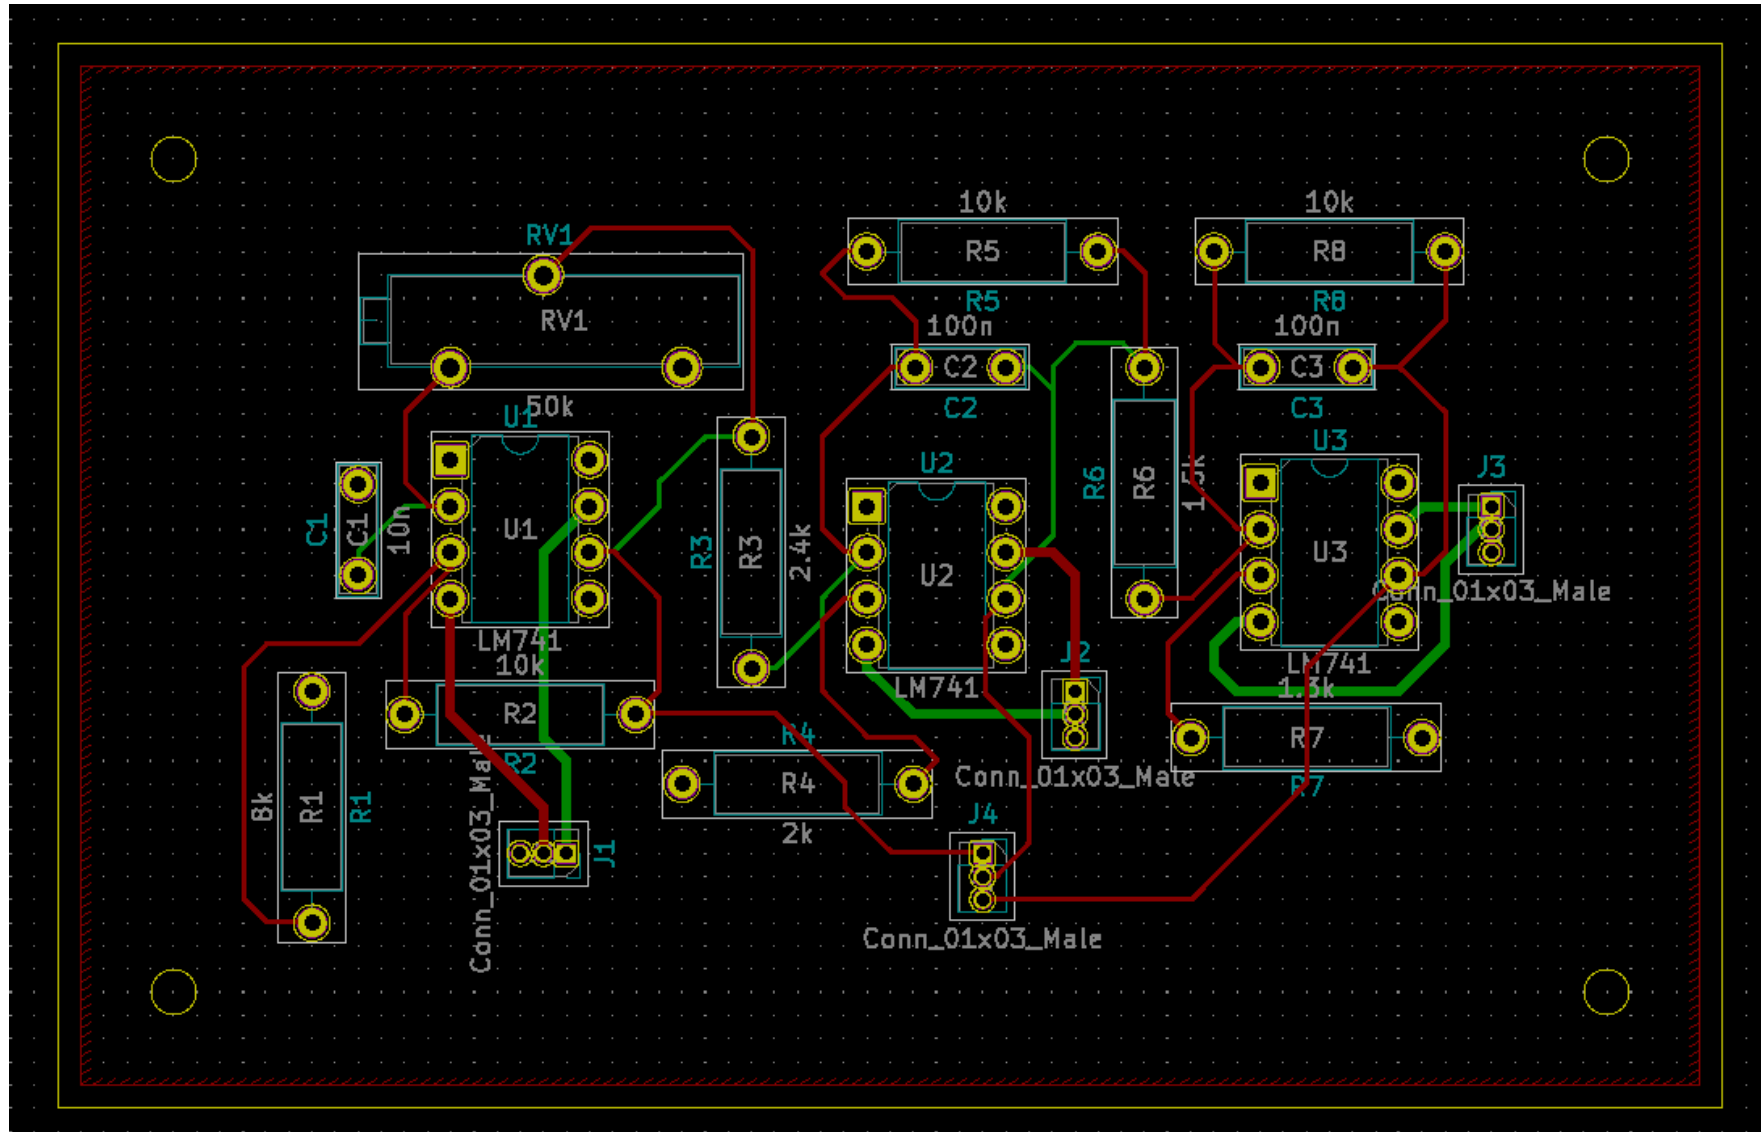 10k
10k
RV1
R5
R8
R5
R8
RV1
100n
100n
C2
C3
50k
U1
C2
C3
U3
U2
J3
C1
C1
10n
U1
R3
R3
2.4k
R6
R6
1.5k
U2
U3
Conn_01x03_Male
LM741
10k
J2
LM741
LM741
1.3k
R2
R4
R7
R2
Conn_01x03_Male
R4
R7
8k
R1
R1
2k
J4
J1
Conn_01x03_Male
Conn_01x03_Male